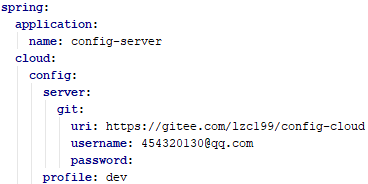 spring:
  application:
    name: config-server
  cloud:
    config:
      server:
        git:
          uri: https://gitee.com/lzc199/config-cloud
          username: 454320130@qq.com
          password:
      profile: dev